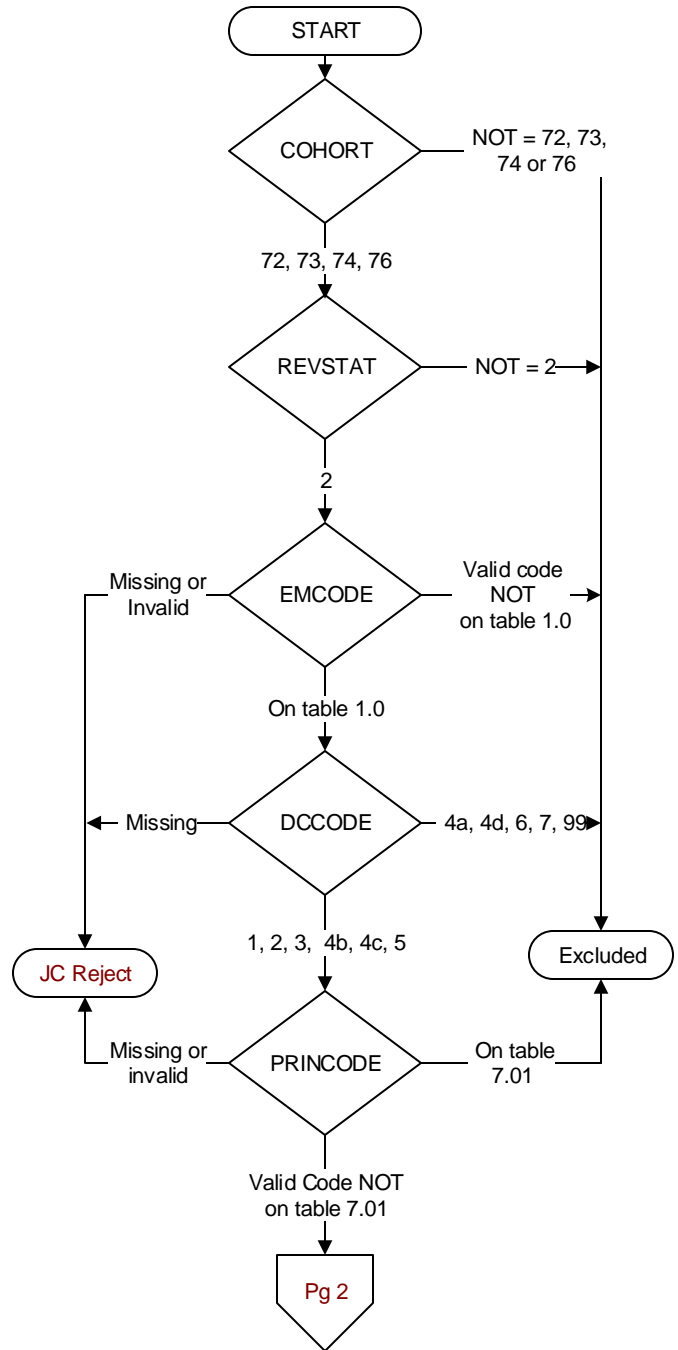 START
COHORT
NOT = 72, 73,
74 or 76
72, 73, 74, 76
REVSTAT
NOT = 2
2
Missing or
Invalid
EMCODE
Valid code
NOT
on table 1.0
On table 1.0
Missing
DCCODE
4a, 4d, 6, 7, 99
1, 2, 3, 4b, 4c, 5
JC Reject
Excluded
Missing or
invalid
PRINCODE
On table
7.01
Valid Code NOT
on table 7.01
Pg 2